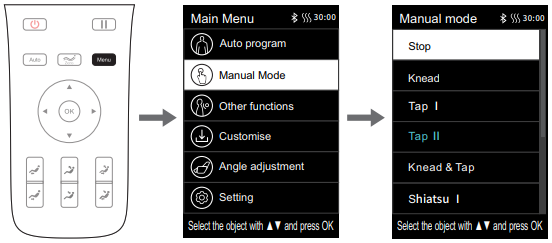 Auto
Menu
OK
Main Menu
30:00
Auto program
Manual Mode
Other functions
Customise
Angle adjustment
Setting
Select the object with ▲▼ and press OK
Manual mode
30:00
Stop
Knead
Tap I
Tap II
Knead & Tap
Shiatsu I
Select the object with ▲▼ and press OK